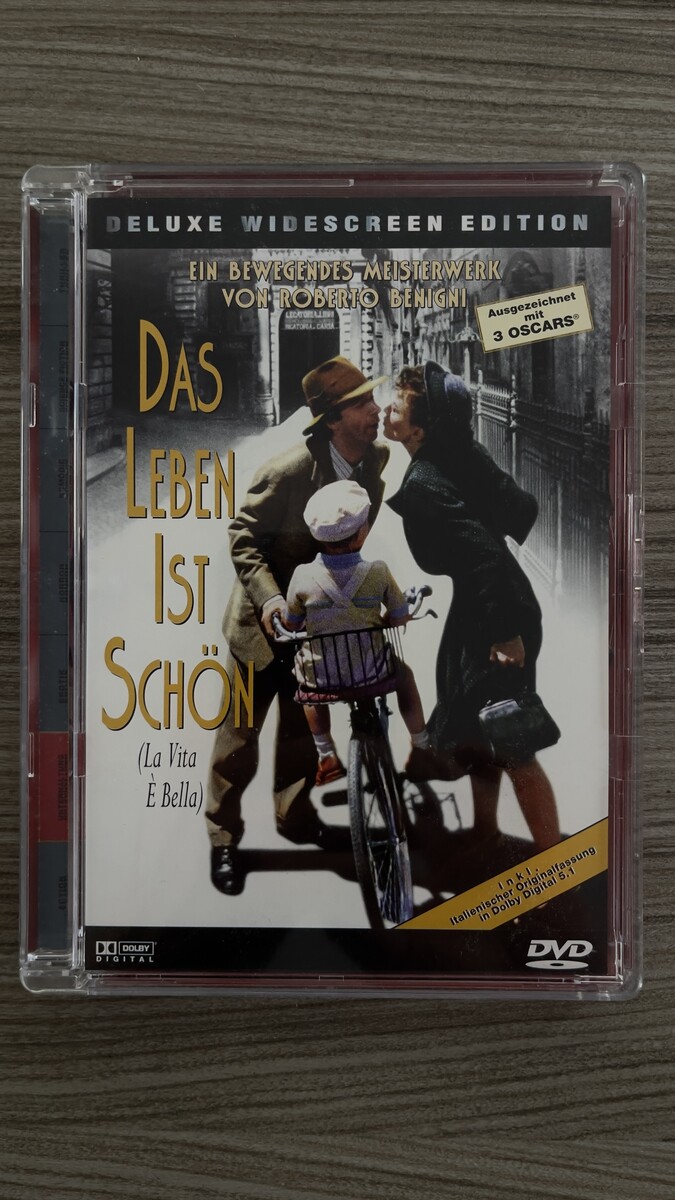 DELUXE WIDESCREEN EDITION
EIN BEWEGENDES MEISTERWERK
VON ROBERTO BENIGNI
Ausgezeichnet
mit
3 OSCARS®
DAS
LEBEN
IST
SCHÖN
(La Vita
È Bella)
Inkl.
Italienischer Originalfassung
in Dolby Digital 5.1
DOLBY
DIGITAL
DVD